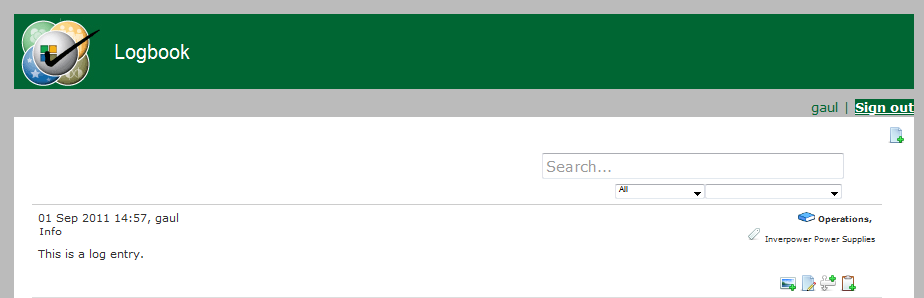 Logbook
gaul | Sign out
Search...
All
01 Sep 2011 14:57, gaul
Operations,
Info
Inverpower Power Supplies
This is a log entry.